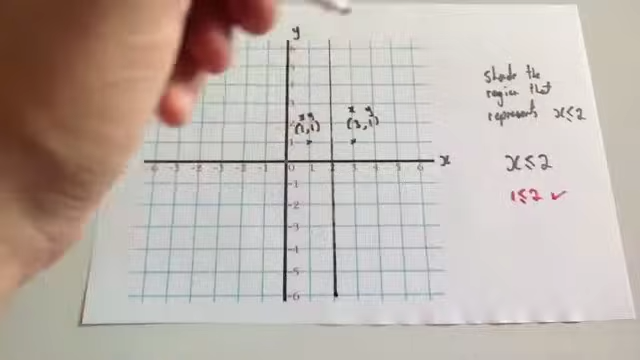 y
x y
(1,1)
x y
(3,1)
x
0 1 2 3 4 5 6
-1
-2
-3
-4
-5
-6
shade the
region that
represents x≤2
x≤2
1≤2 ✓